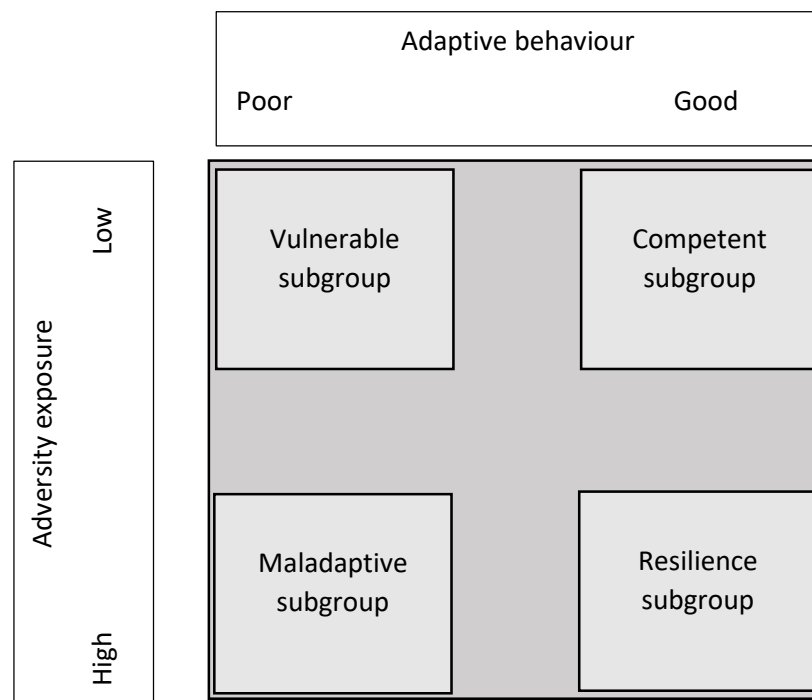 Adaptive behaviour
Poor Good
Adversity exposure
Low
High
Vulnerable
subgroup
Competent
subgroup
Maladaptive
subgroup
Resilience
subgroup